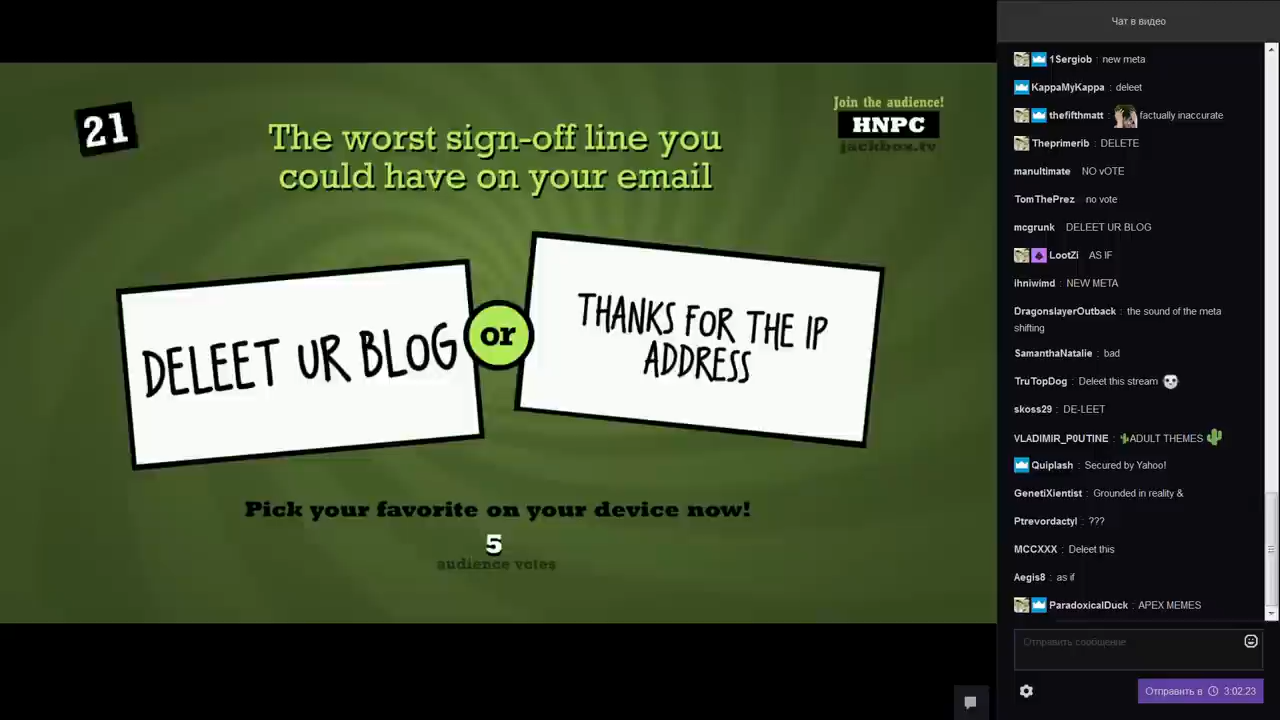 21
The worst sign-off line you
could have on your email
Join the audience!
HNPC
jackbox.tv
DELEET UR BLOG
or
THANKS FOR THE IP
ADDRESS
Pick your favorite on your device now!
5
audience votes
Чат в видео
1Sergiob : new meta
KappaMyKappa : deleet
thefifthmatt : factually inaccurate
Theprimerib : DELETE
manultimate NO vOTE
TomThePrez no vote
mcgrunk DELEET UR BLOG
LootZi AS IF
ihniwimd : NEW META
DragonslayerOutback : the sound of the meta
shifting
SamanthaNatalie : bad
TruTopDog : Deleet this stream
skoss29 : DE-LEET
VLADIMIR_P0UTINE : ADULT THEMES
Quiplash : Secured by Yahoo!
GenetiXientist : Grounded in reality &
Ptrevordactyl : ???
MCCXXX : Deleet this
Aegis8 : as if
ParadoxicalDuck : APEX MEMES
Отправить сообщение
Отправить в 3:02.23